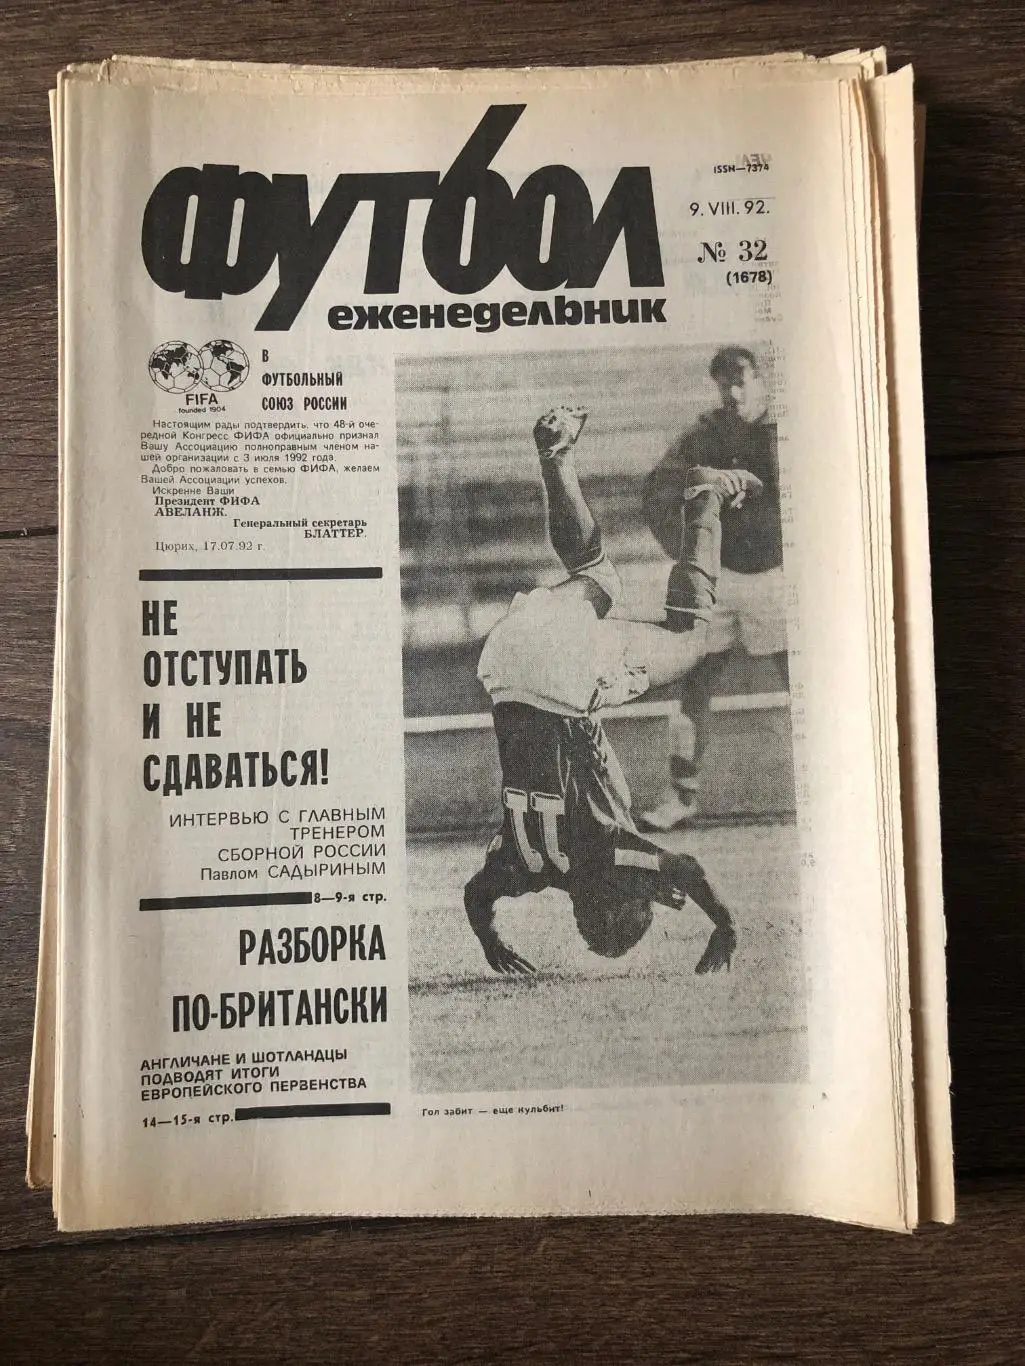 ФУТБОЛ
еженедельник
ISSN—7374
9. VIII. 92.
№ 32
(1678)
FIFA
founded 1904
В
ФУТБОЛЬНЫЙ
СОЮЗ РОССИИ
Настоящим рады подтвердить, что 48-й оче-
редной Конгресс ФИФА официально признал
Вашу Ассоциацию полноправным членом на-
шей организации с 3 июля 1992 года.
Добро пожаловать в семью ФИФА, желаем
Вашей Ассоциации успехов.
Искренне Ваши
Президент ФИФА
АВЕЛАНЖ.
Генеральный секретарь
БЛАТТЕР.
Цюрих, 17.07.92 г.
НЕ
ОТСТУПАТЬ
И НЕ
СДАВАТЬСЯ!
ИНТЕРВЬЮ С ГЛАВНЫМ
ТРЕНЕРОМ
СБОРНОЙ РОССИИ
Павлом САДЫРИНЫМ
8—9-я стр.
РАЗБОРКА
ПО-БРИТАНСКИ
АНГЛИЧАНЕ И ШОТЛАНДЦЫ
ПОДВОДЯТ ИТОГИ
ЕВРОПЕЙСКОГО ПЕРВЕНСТВА
14—15-я стр.
11
Гол забит — еще кульбит!